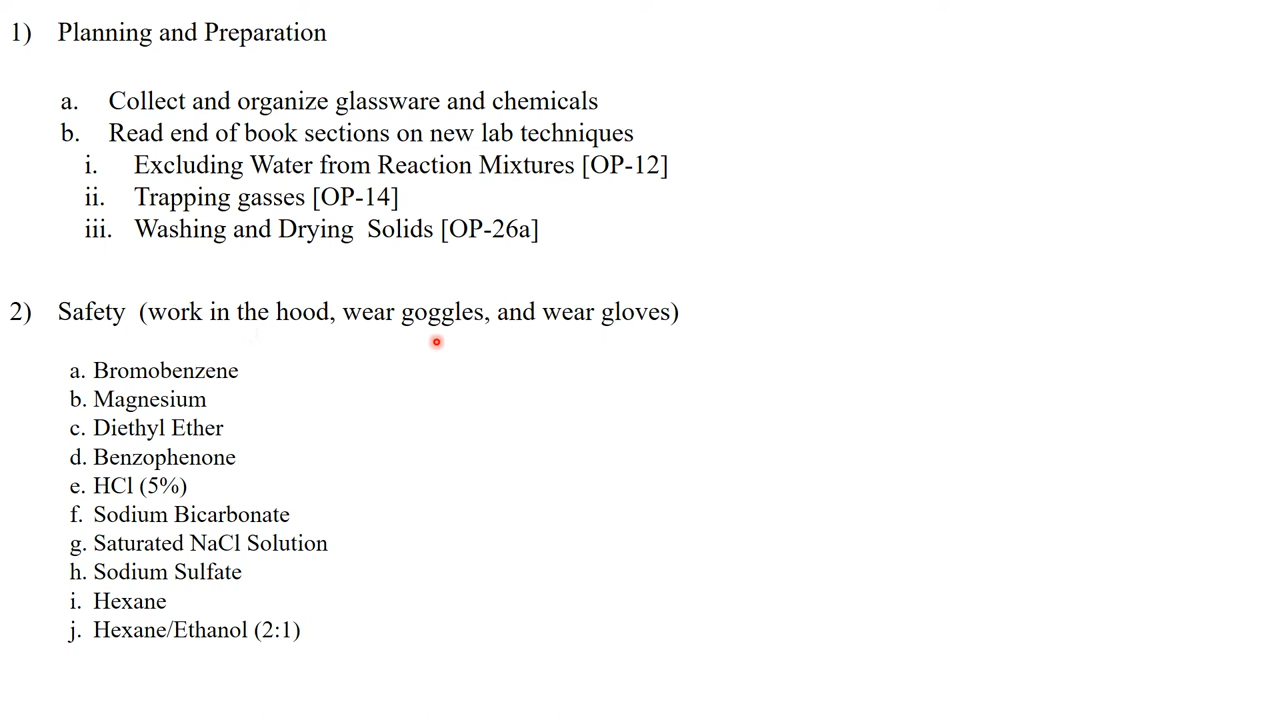 1) Planning and Preparation
a. Collect and organize glassware and chemicals
b. Read end of book sections on new lab techniques
i. Excluding Water from Reaction Mixtures [OP-12]
ii. Trapping gasses [OP-14]
iii. Washing and Drying Solids [OP-26a]
2) Safety (work in the hood, wear goggles, and wear gloves)
a. Bromobenzene
b. Magnesium
c. Diethyl Ether
d. Benzophenone
e. HCl (5%)
f. Sodium Bicarbonate
g. Saturated NaCl Solution
h. Sodium Sulfate
i. Hexane
j. Hexane/Ethanol (2:1)